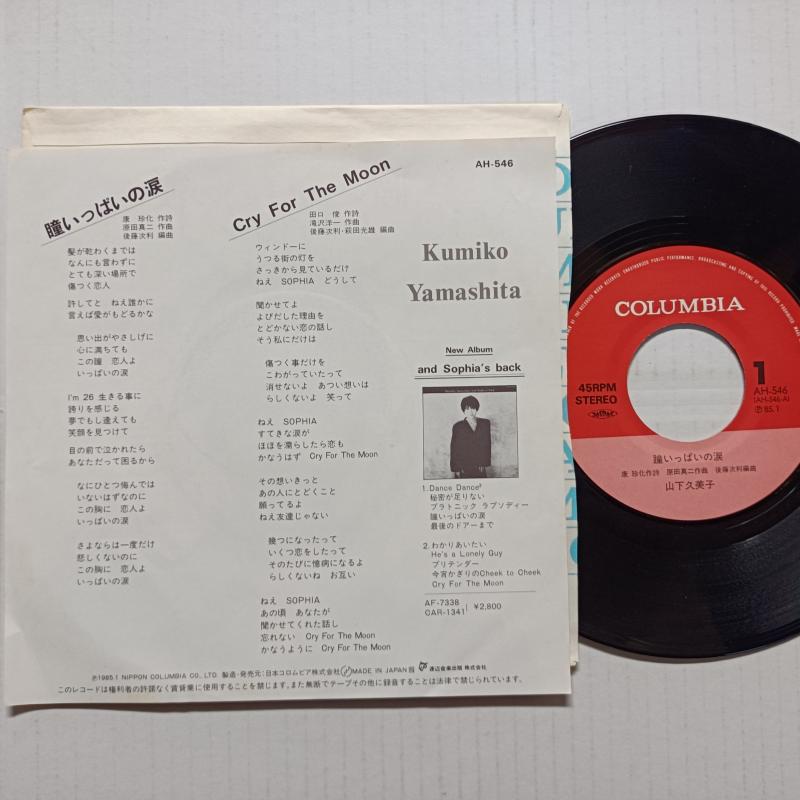 瞳いっぱいの涙
康 珍化 作詩
原田真二 作曲
後藤次利 編曲
髪が乾わくまでは
なんにも言わずに
とても深い場所で
傷つく恋人
許してと ねえ誰かに
言えば愛がもどるかな
思い出がやさしげに
心に満ちても
この瞳 恋人よ
いっぱいの涙
I'm 26 生きる事に
誇りを感じる
夢でもし逢えても
笑顔を見つけて
目の前で泣かれたら
あなただって困るから
なにひとつ悔んでは
いないはずなのに
この胸に 恋人よ
いっぱいの涙
さよならは一度だけ
悲しくないのに
この胸に 恋人よ
いっぱいの涙
Cry For The Moon
田口 俊 作詩
滝沢洋一 作曲
後藤次利・萩田光雄 編曲
ウィンドーに
うつる街の灯を
さっきから見ているだけ
ねえ SOPHIA どうして
聞かせてよ
よびだした理由を
とどかない恋の話し
そう私にだけは
傷つく事だけを
こわがっていたって
消せないよ あつい想いは
らしくないよ 笑って
ねえ SOPHIA
すてきな涙が
ほほを濡らしたら恋も
かなうはず Cry For The Moon
その想いきっと
あの人にとどくこと
願ってるよ
ねえ友達じゃない
幾つになったって
いくつ恋をしたって
そのたびに憶病になるよ
らしくないね お互い
ねえ SOPHIA
あの頃 あなたが
聞かせてくれた話し
忘れない Cry For The Moon
かなうように Cry For The Moon
AH-546
Kumiko
Yamashita
New Album
and Sophia's back
1.Dance Dance²
秘密が足りない
プラトニック ラプソディー
瞳いっぱいの涙
最後のドアーまで
2.わかりあいたい
He's a Lonely Guy
プリテンダー
今宵かぎりのCheek to Cheek
Cry For The Moon
AF-7338
CAR-1341 ¥2,800
Ⓟ1985.1 NIPPON COLUMBIA CO., LTD. 製造・発売元:日本コロムビア株式会社 MADE IN JAPAN 渡辺音楽出版 株式会社
このレコードは権利者の許諾なく賃貸業に使用することを禁じます。また無断でテープその他に録音することは法律で禁じられています。
COLUMBIA
45RPM
STEREO
1
AH-546
(AH-546-A)
Ⓟ85.1
瞳いっぱいの涙
康 珍化作詩 原田真二作曲 後藤次利編曲
山下久美子